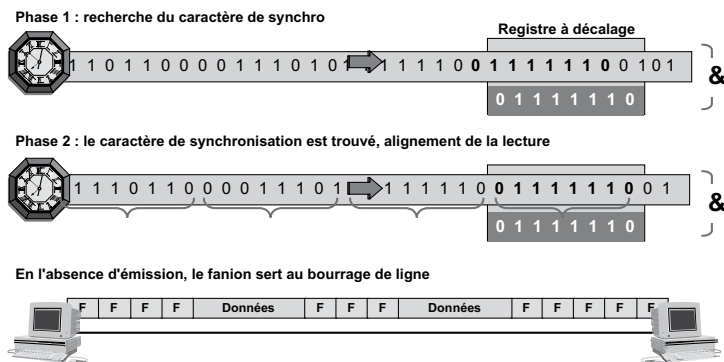 Phase 1 : recherche du caractère de synchro
Registre à décalage
1 1 0 1 1 0 0 0 0 1 1 1 0 1 0 1 1 1 1 1 0 0 1 1 1 1 1 1 0 0 1 0 1
&
0 1 1 1 1 1 1 0
Phase 2 : le caractère de synchronisation est trouvé, alignement de la lecture
1 1 1 0 1 1 0 0 0 0 1 1 1 0 1 1 1 1 1 1 0 0 1 1 1 1 1 1 0 0 1
&
0 1 1 1 1 1 1 0
En l'absence d'émission, le fanion sert au bourrage de ligne
F F F F Données F F F Données F F F F F